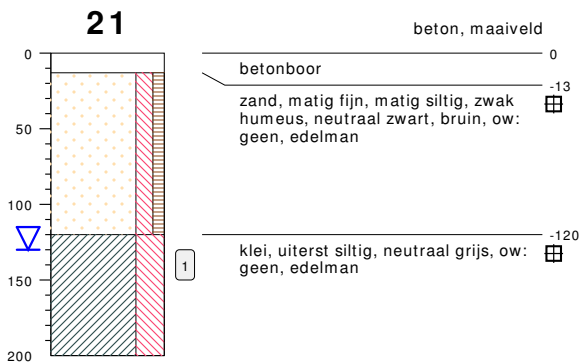 21
beton, maaiveld
0
0
betonboor
-13
zand, matig fijn, matig siltig, zwak
humeus, neutraal zwart, bruin, ow:
geen, edelman
50
100
-120
klei, uiterst siltig, neutraal grijs, ow:
geen, edelman
1
150
200